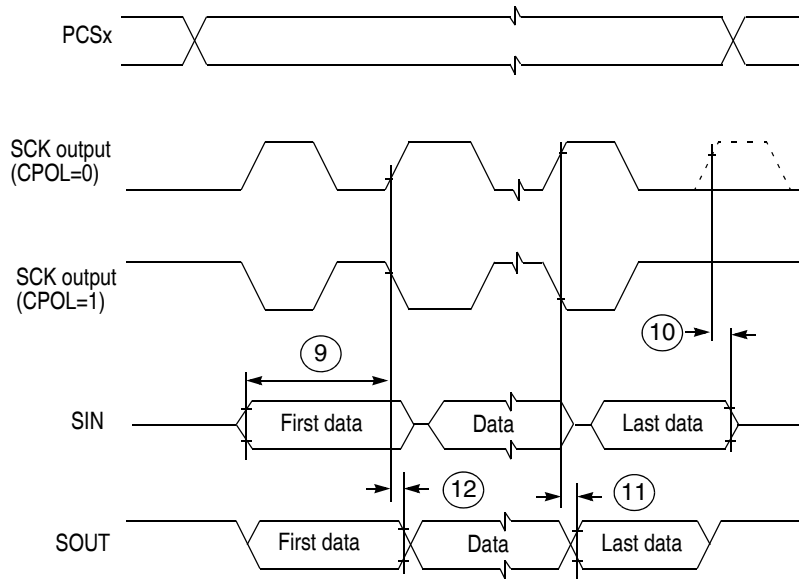 PCSx
SCK output
(CPOL=0)
SCK output
(CPOL=1)
10
9
SIN
First data
Data
Last data
12
11
SOUT
First data
Data
Last data